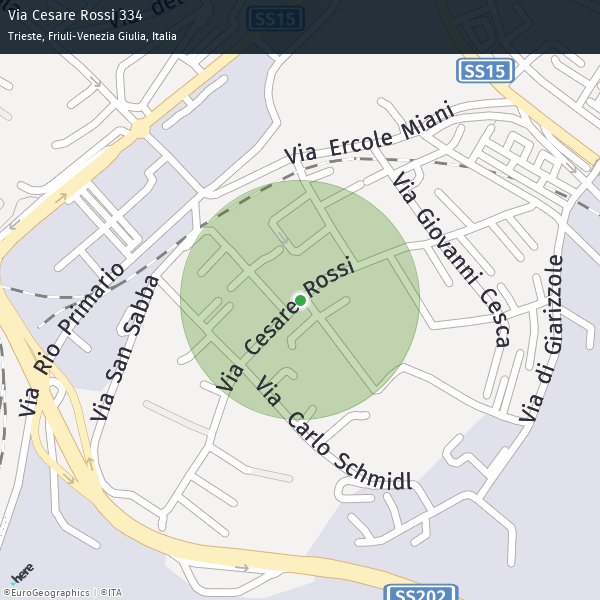 Via Cesare Rossi 334
Trieste, Friuli-Venezia Giulia, Italia
SS15
SS15
Via Ercole Miani
Via Giovanni Cesca
Via Cesare Rossi
Via Rio Primario
Via San Sabba
Via di Giarizzole
Via Carlo Schmidl
SS202
here
©EuroGeographics | ©ITA